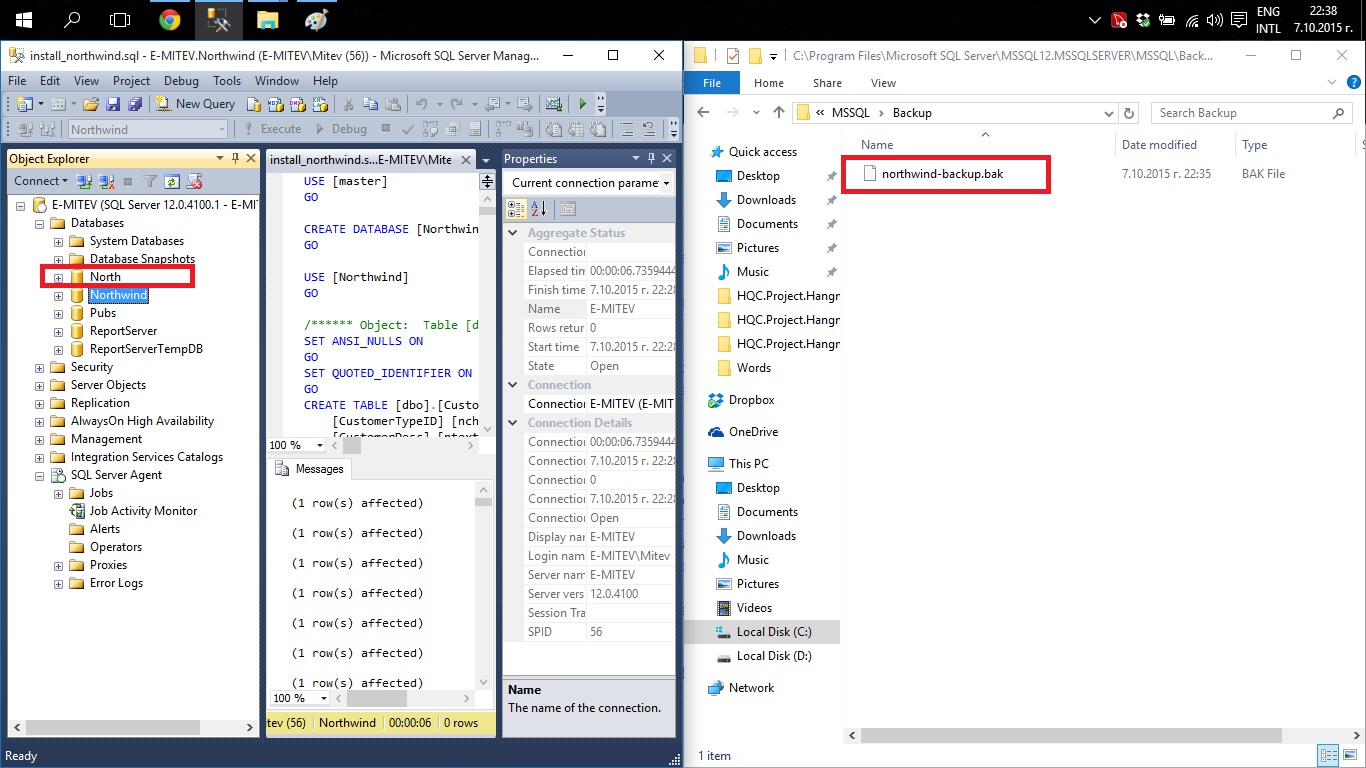 ENG
INTL
22:38
7.10.2015 г.
install_northwind.sql - E-MITEV.Northwind (E-MITEV\Mitev (56)) - Microsoft SQL Server Manag...
File Edit View Project Debug Tools Window Help
New Query
Northwind
Execute Debug
Object Explorer
Connect
E-MITEV (SQL Server 12.0.4100.1 - E-MI
Databases
System Databases
Database Snapshots
North
Northwind
Pubs
ReportServer
ReportServerTempDB
Security
Server Objects
Replication
AlwaysOn High Availability
Management
Integration Services Catalogs
SQL Server Agent
Jobs
Job Activity Monitor
Alerts
Operators
Proxies
Error Logs
install_northwind.s...E-MITEV\Mite
USE [master]
GO
CREATE DATABASE [Northwin
GO
USE [Northwind]
GO
/****** Object:  Table [d
SET ANSI_NULLS ON
GO
SET QUOTED_IDENTIFIER ON
GO
CREATE TABLE [dbo].[Custo
[CustomerTypeID] [nch
[CustomerDesc] [ntext
100 %
Messages
(1 row(s) affected)
(1 row(s) affected)
(1 row(s) affected)
(1 row(s) affected)
(1 row(s) affected)
(1 row(s) affected)
(1 row(s) affected)
100 %
itev (56) Northwind 00:00:06 0 rows
Properties
Current connection parame
Aggregate Status
Connection
Elapsed tim 00:00:06.7359444
Finish time 7.10.2015 г. 22:28
Name E-MITEV
Rows retur 0
Start time 7.10.2015 г. 22:28
State Open
Connection
Connection E-MITEV (E-MIT
Connection Details
Connection 00:00:06.7359444
Connection 7.10.2015 г. 22:28
Connection 0
Connection 7.10.2015 г. 22:28
Connection Open
Display nar E-MITEV
Login nam E-MITEV\Mitev
Server nam E-MITEV
Server vers 12.0.4100
Session Tra
SPID 56
Name
The name of the connection.
Ready
C:\Program Files\Microsoft SQL Server\MSSQL12.MSSQLSERVER\MSSQL\Back...
File Home Share View
« MSSQL > Backup
Search Backup
Name Date modified Type S
northwind-backup.bak 7.10.2015 г. 22:35 BAK File
Quick access
Desktop
Downloads
Documents
Pictures
Music
HQC.Project.Hangr
HQC.Project.Hangr
HQC.Project.Hangr
Words
Dropbox
OneDrive
This PC
Desktop
Documents
Downloads
Music
Pictures
Videos
Local Disk (C:)
Local Disk (D:)
Network
1 item